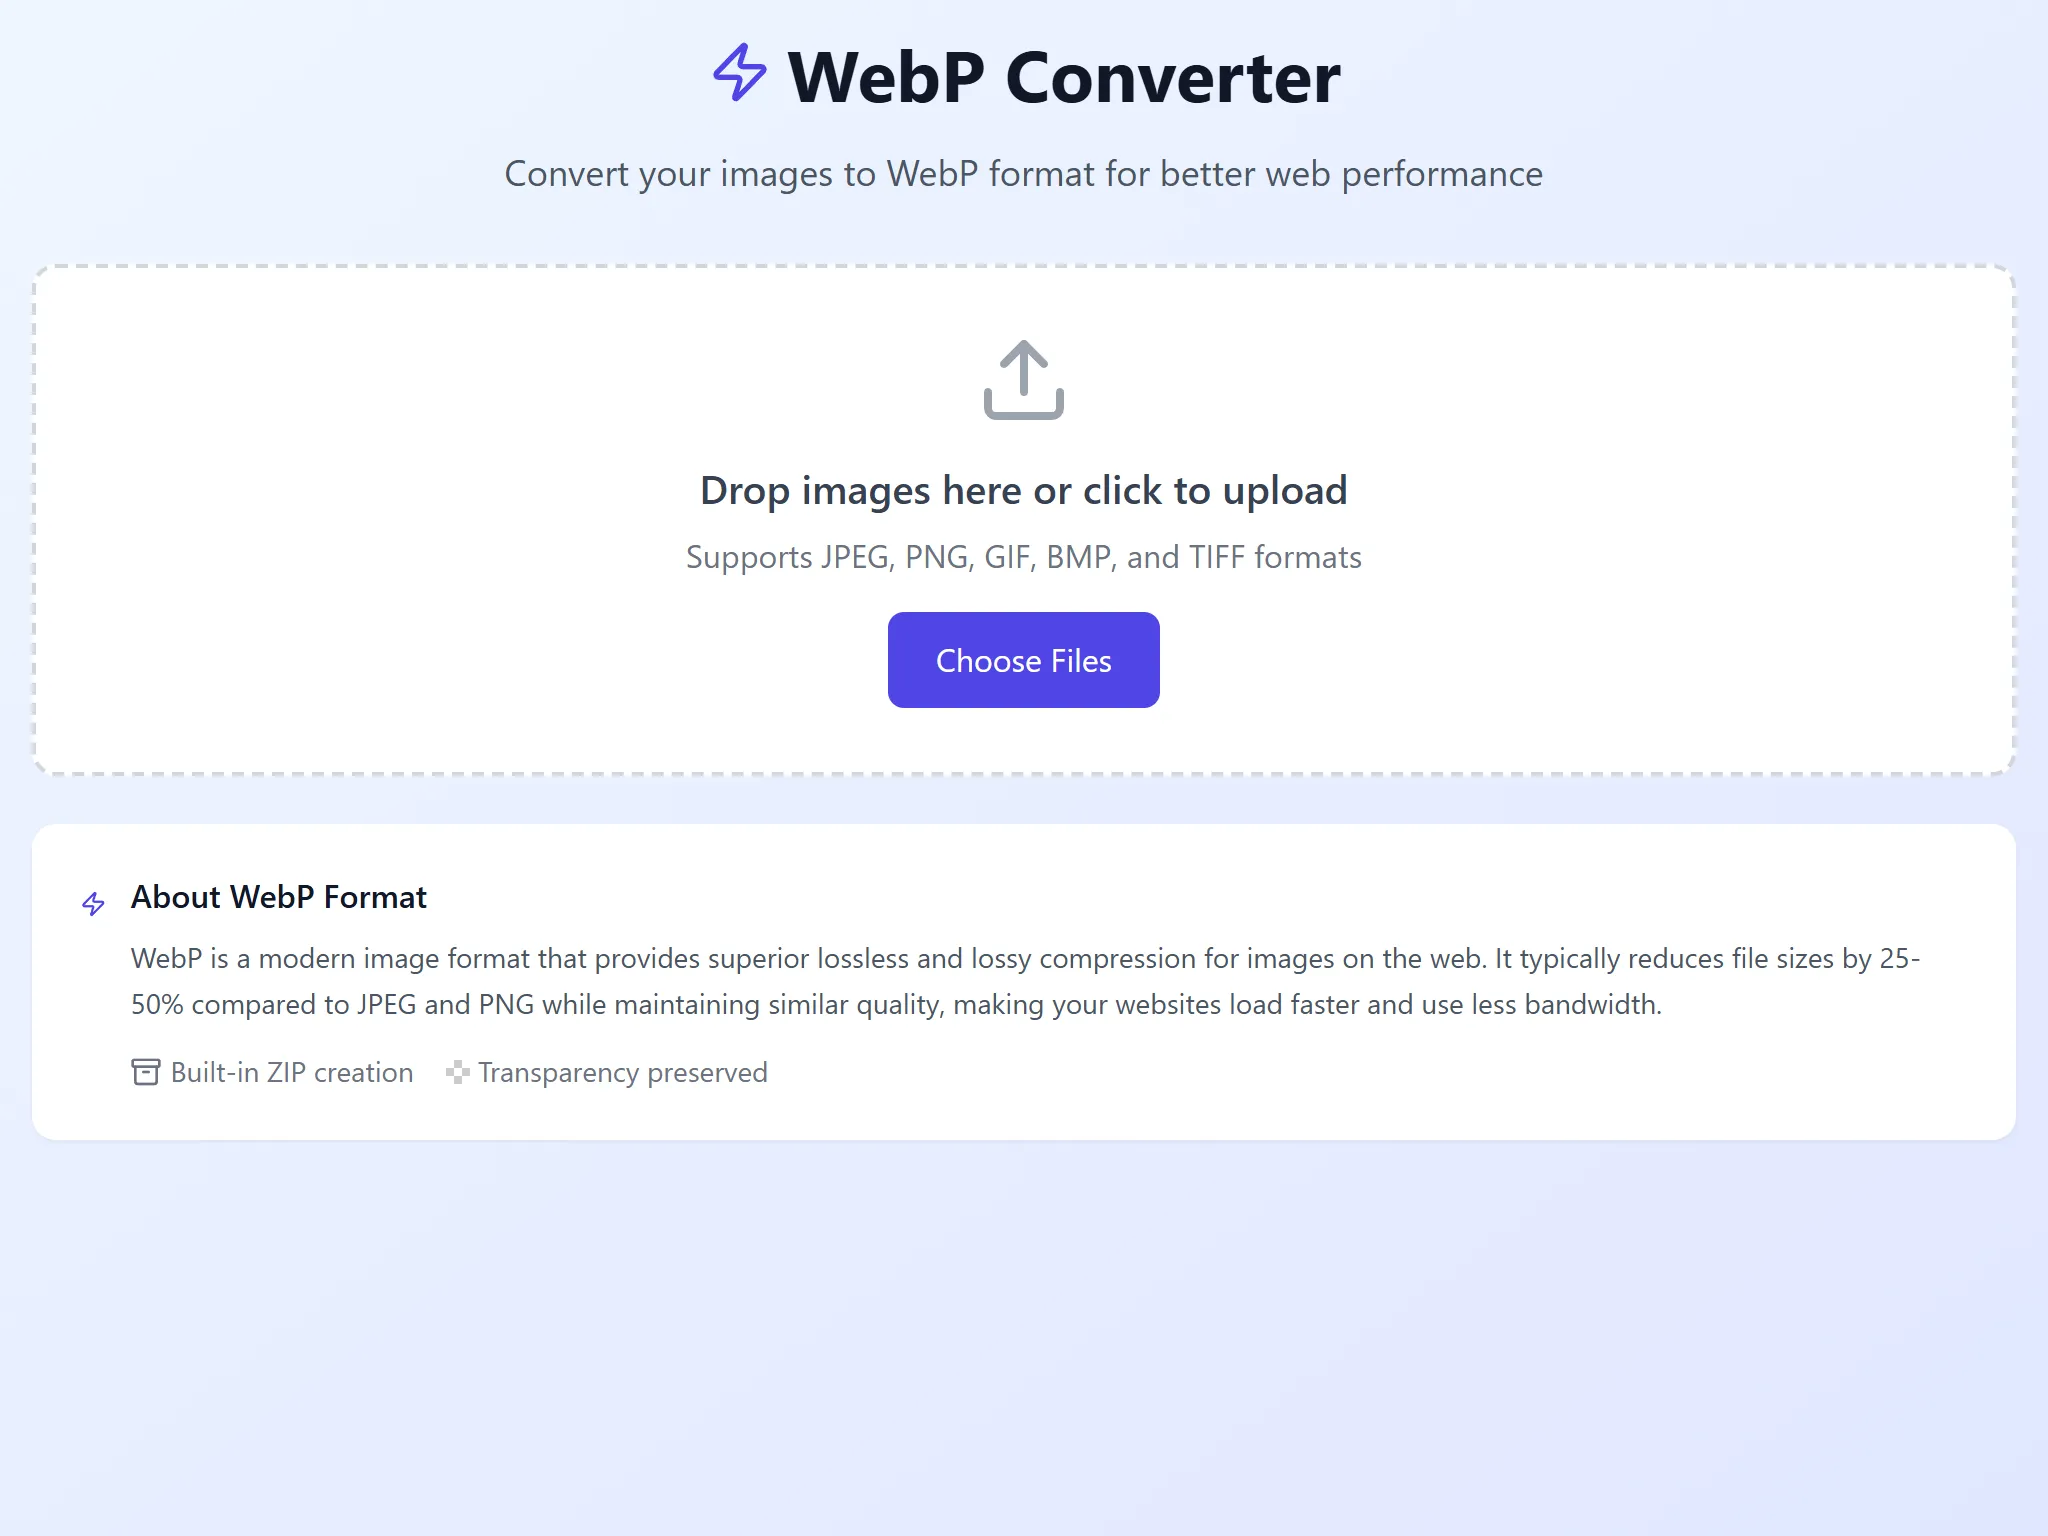 WebP Converter
Convert your images to WebP format for better web performance
Drop images here or click to upload
Supports JPEG, PNG, GIF, BMP, and TIFF formats
Choose Files
About WebP Format
WebP is a modern image format that provides superior lossless and lossy compression for images on the web. It typically reduces file sizes by 25-
50% compared to JPEG and PNG while maintaining similar quality, making your websites load faster and use less bandwidth.
Built-in ZIP creation
Transparency preserved